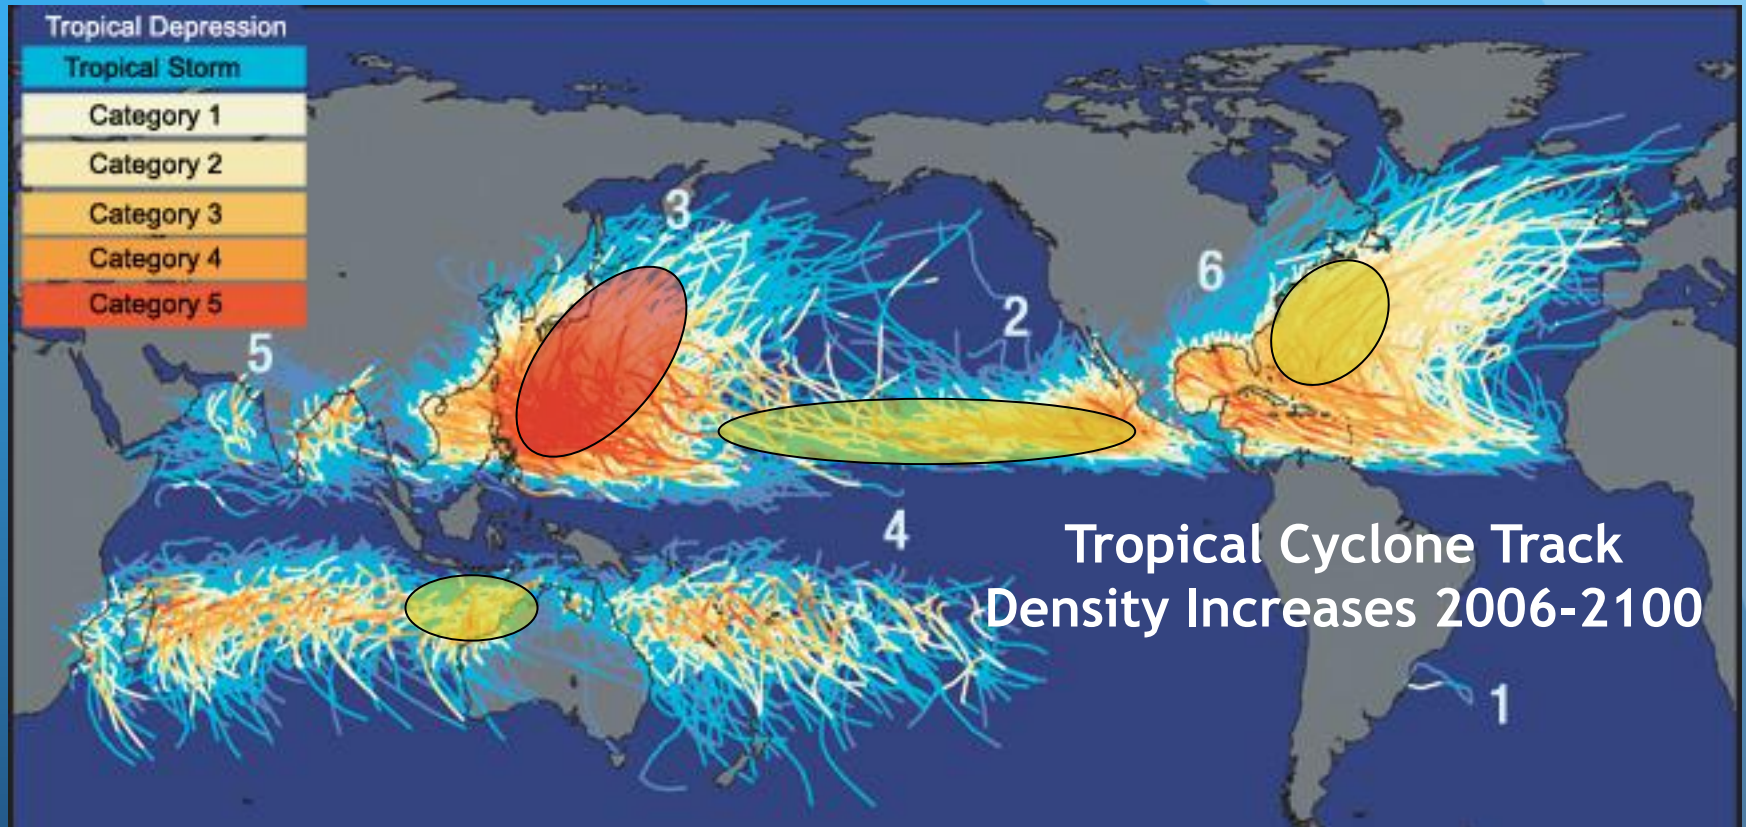 Tropical Depression
Tropical Storm
Category 1
Category 2
Category 3
Category 4
Category 5
3
6
2
5
4
Tropical Cyclone Track
Density Increases 2006-2100
1